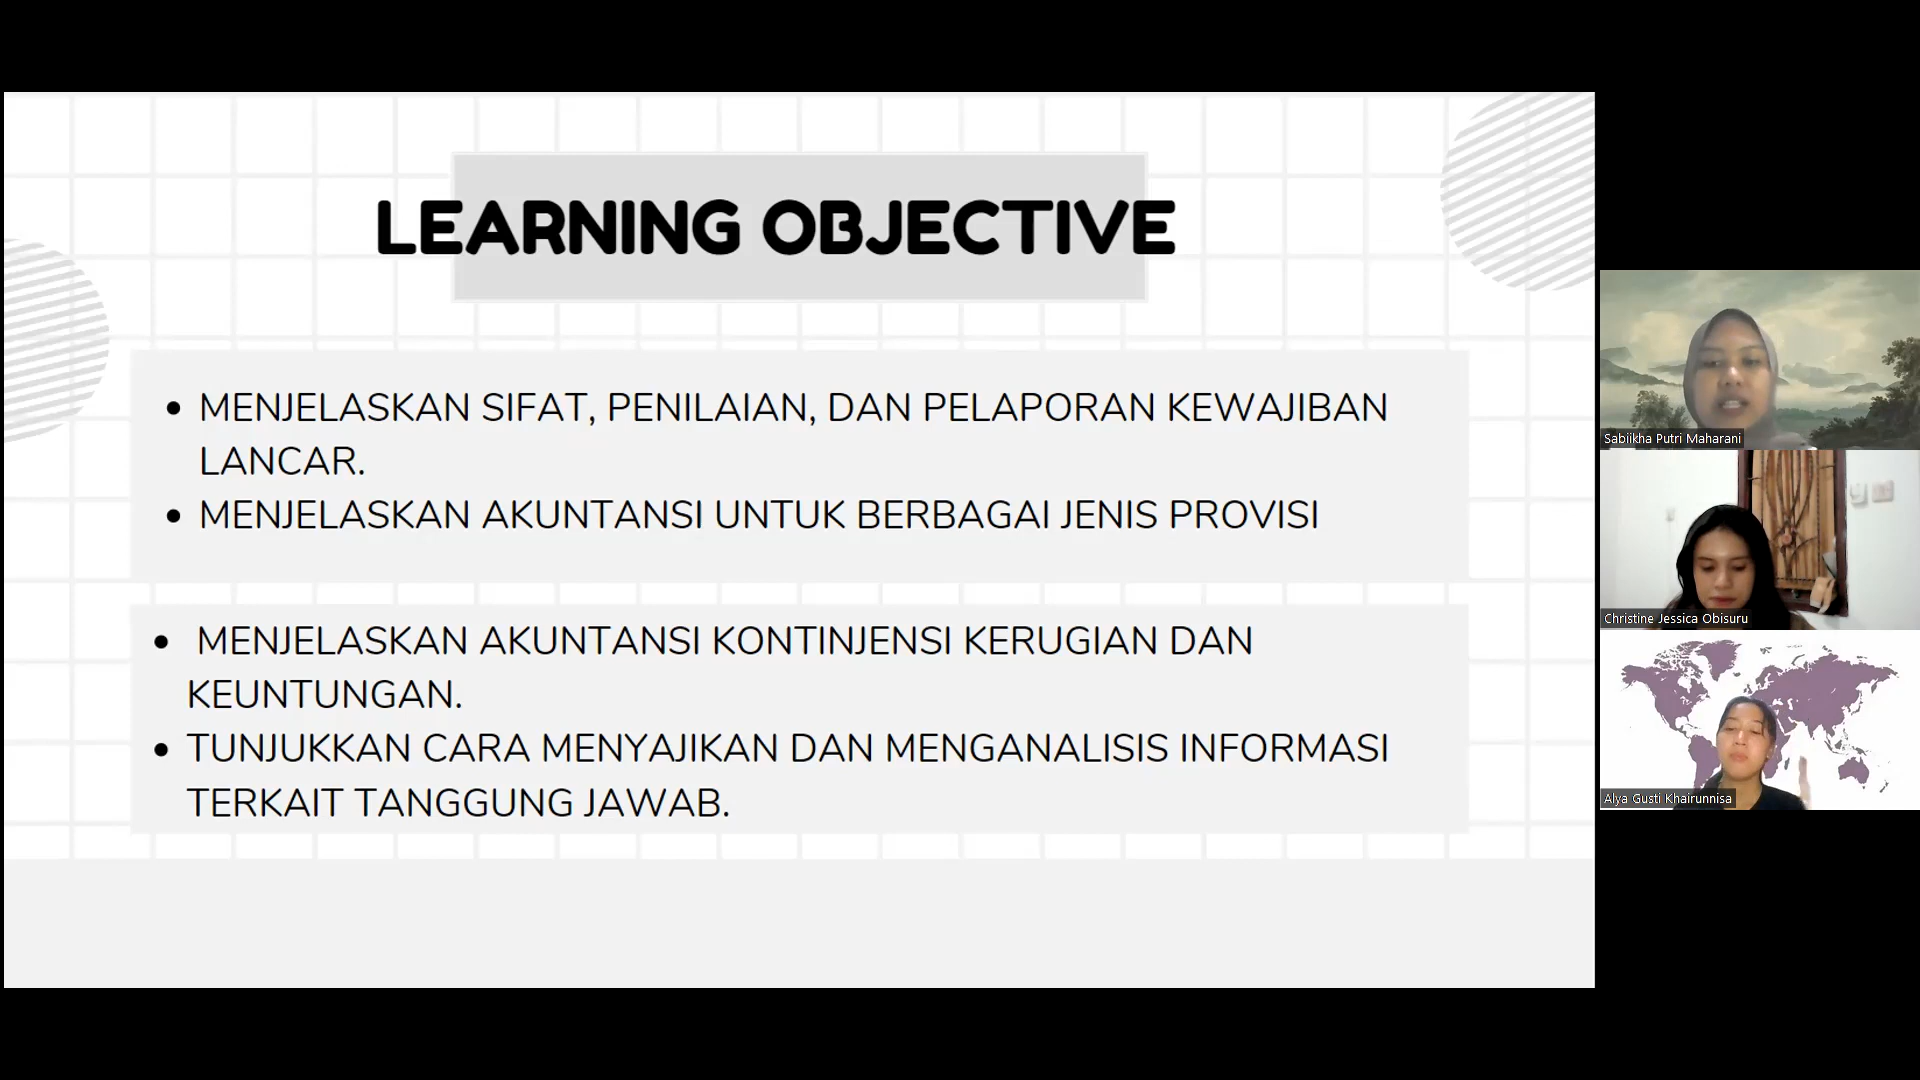 LEARNING OBJECTIVE
MENJELASKAN SIFAT, PENILAIAN, DAN PELAPORAN KEWAJIBAN
LANCAR.
MENJELASKAN AKUNTANSI UNTUK BERBAGAI JENIS PROVISI
MENJELASKAN AKUNTANSI KONTINJENSI KERUGIAN DAN
KEUNTUNGAN.
TUNJUKKAN CARA MENYAJIKAN DAN MENGANALISIS INFORMASI
TERKAIT TANGGUNG JAWAB.
Sabiikha Putri Maharani
Christine Jessica Obisuru
Alya Gusti Khairunnisa